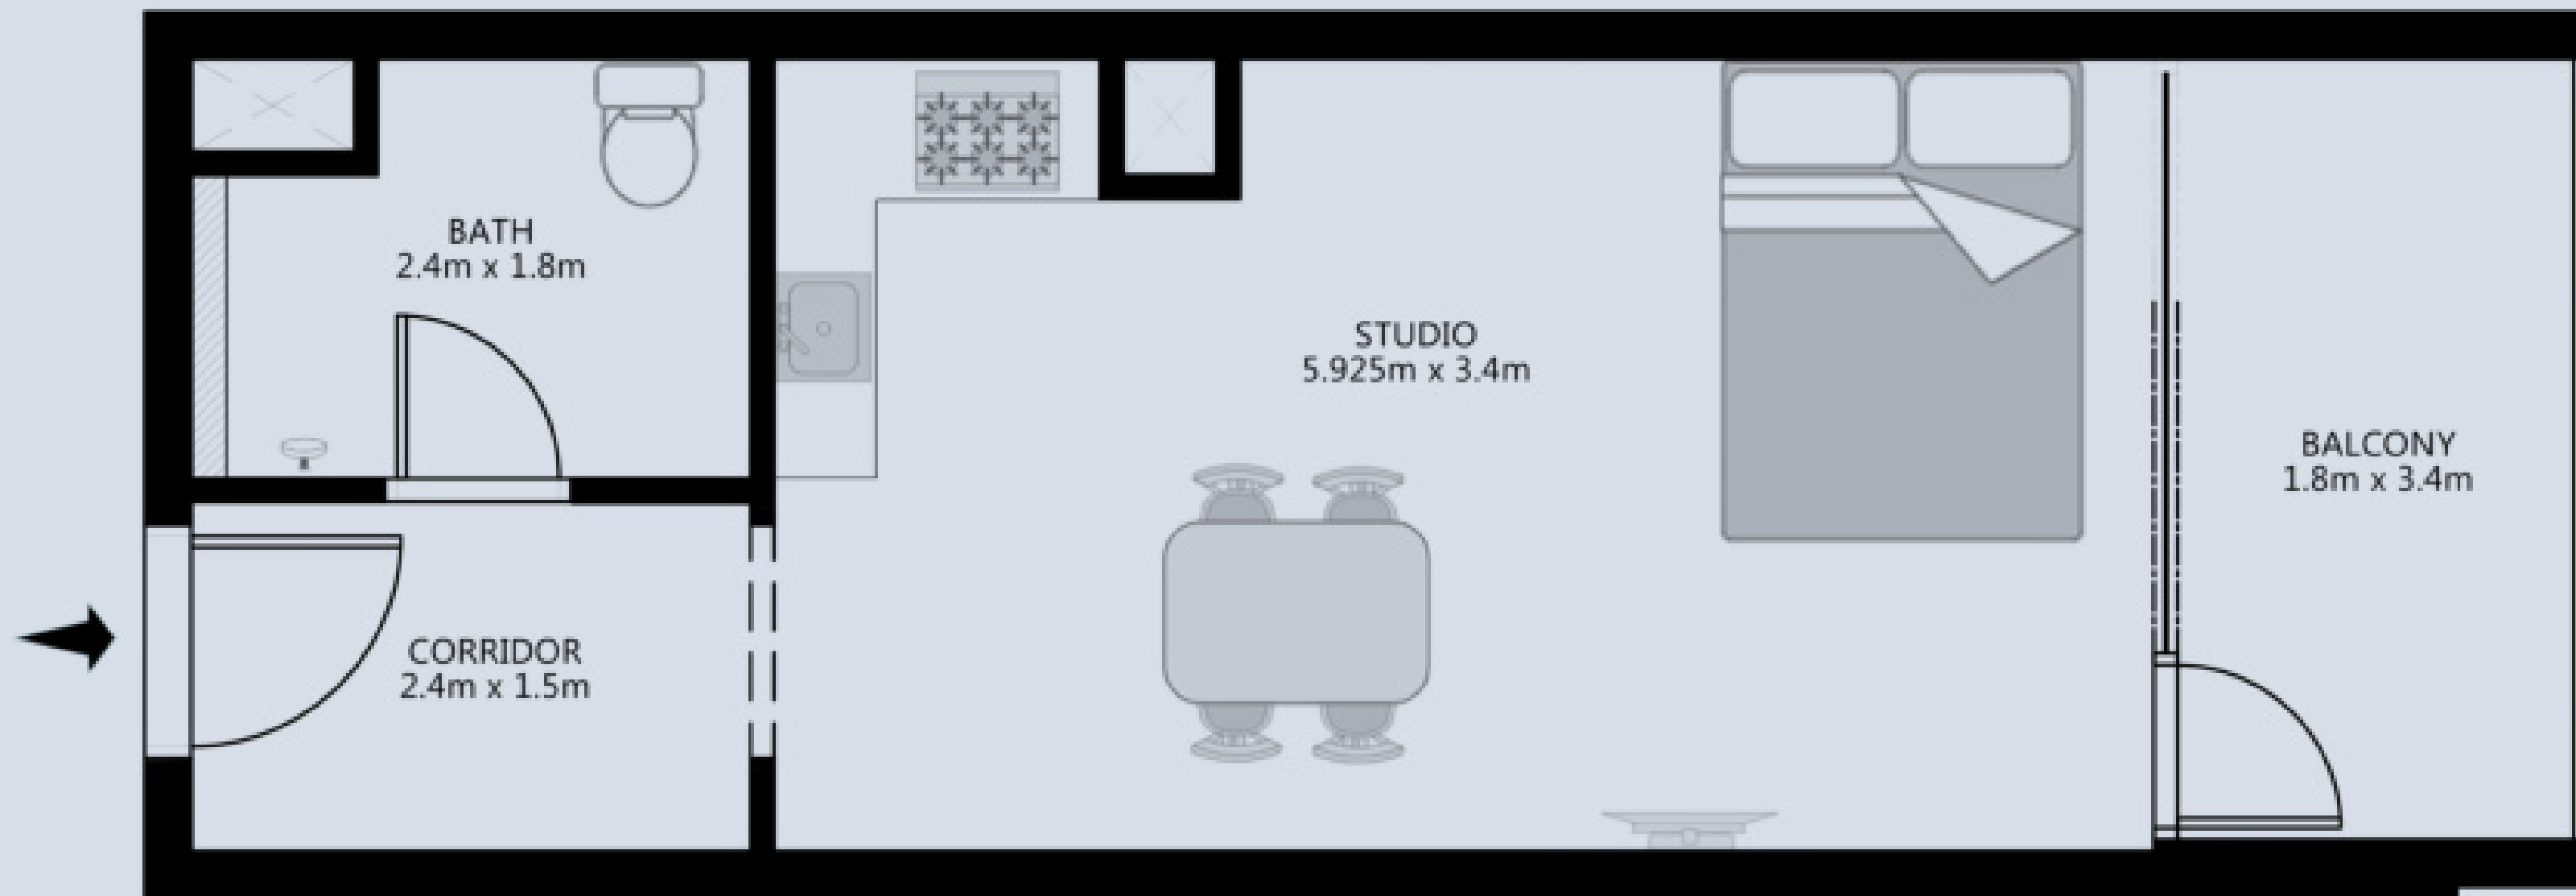 BATH
2.4m x 1.8m
STUDIO
5.925m x 3.4m
BALCONY
1.8m x 3.4m
CORRIDOR
2.4m x 1.5m